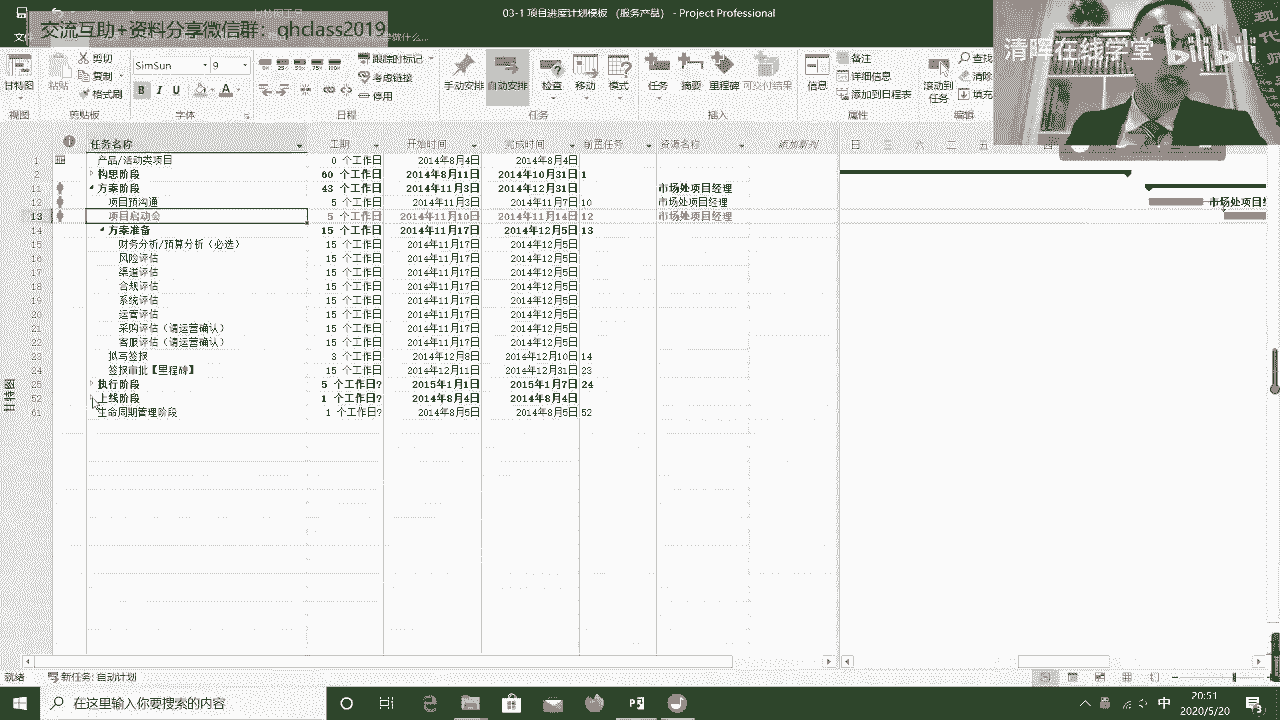 交流互助+资料分享微信群：qhclass2019
03-1 项目进度计划模板 （服务产品） - Project Professional
清晖在线学堂 bilibili
现代
甘特图
粘贴
剪切
复制
格式刷
SimSun 9
B I U A
跟踪时标记
考虑链接
停用
手动安排 自动安排 检查 移动 模式
任务 摘要 里程碑 可交付结果
信息
备注
详细信息
添加到日程表
滚动到任务
查找
清除
填充
视图 剪贴板 字体 日程 任务 插入 属性 编辑
任务名称 工期 开始时间 完成时间 前置任务 资源名称 添加新列 日 三 六 二 五
1 产品/活动类项目 0 个工作日 2014年8月4日 2014年8月4日
2 构思阶段 60 个工作日 2014年8月11日 2014年10月31日 1
11 方案阶段 43 个工作日 2014年11月3日 2014年12月31日 市场处项目经理
12 项目预沟通 5 个工作日 2014年11月3日 2014年11月7日 10 市场处项目经理 市场处项目
13 项目启动会 5 个工作日 2014年11月10日 2014年11月14日 12 市场处项目经理
方案准备 15 个工作日 2014年11月17日 2014年12月5日 13
财务分析/预算分析（必选） 15 个工作日 2014年11月17日 2014年12月5日
16 风险评估 15 个工作日 2014年11月17日 2014年12月5日
17 渠道评估 15 个工作日 2014年11月17日 2014年12月5日
18 合规评估 15 个工作日 2014年11月17日 2014年12月5日
19 系统评估 15 个工作日 2014年11月17日 2014年12月5日
20 运营评估 15 个工作日 2014年11月17日 2014年12月5日
21 采购评估（请运营确认） 15 个工作日 2014年11月17日 2014年12月5日
22 客服评估（请运营确认） 15 个工作日 2014年11月17日 2014年12月5日
23 拟写签报 3 个工作日 2014年12月8日 2014年12月10日 14
24 签报审批【里程碑】 15 个工作日 2014年12月11日 2014年12月31日 23
25 执行阶段 5 个工作日? 2015年1月1日 2015年1月7日 24
52 上线阶段 1 个工作日? 2014年8月4日 2014年8月4日
生命周期管理阶段 1 个工作日? 2014年8月5日 2014年8月5日 52
甘特图
就绪 新任务: 自动计划
在这里输入你要搜索的内容
中
20:51
2020/5/20